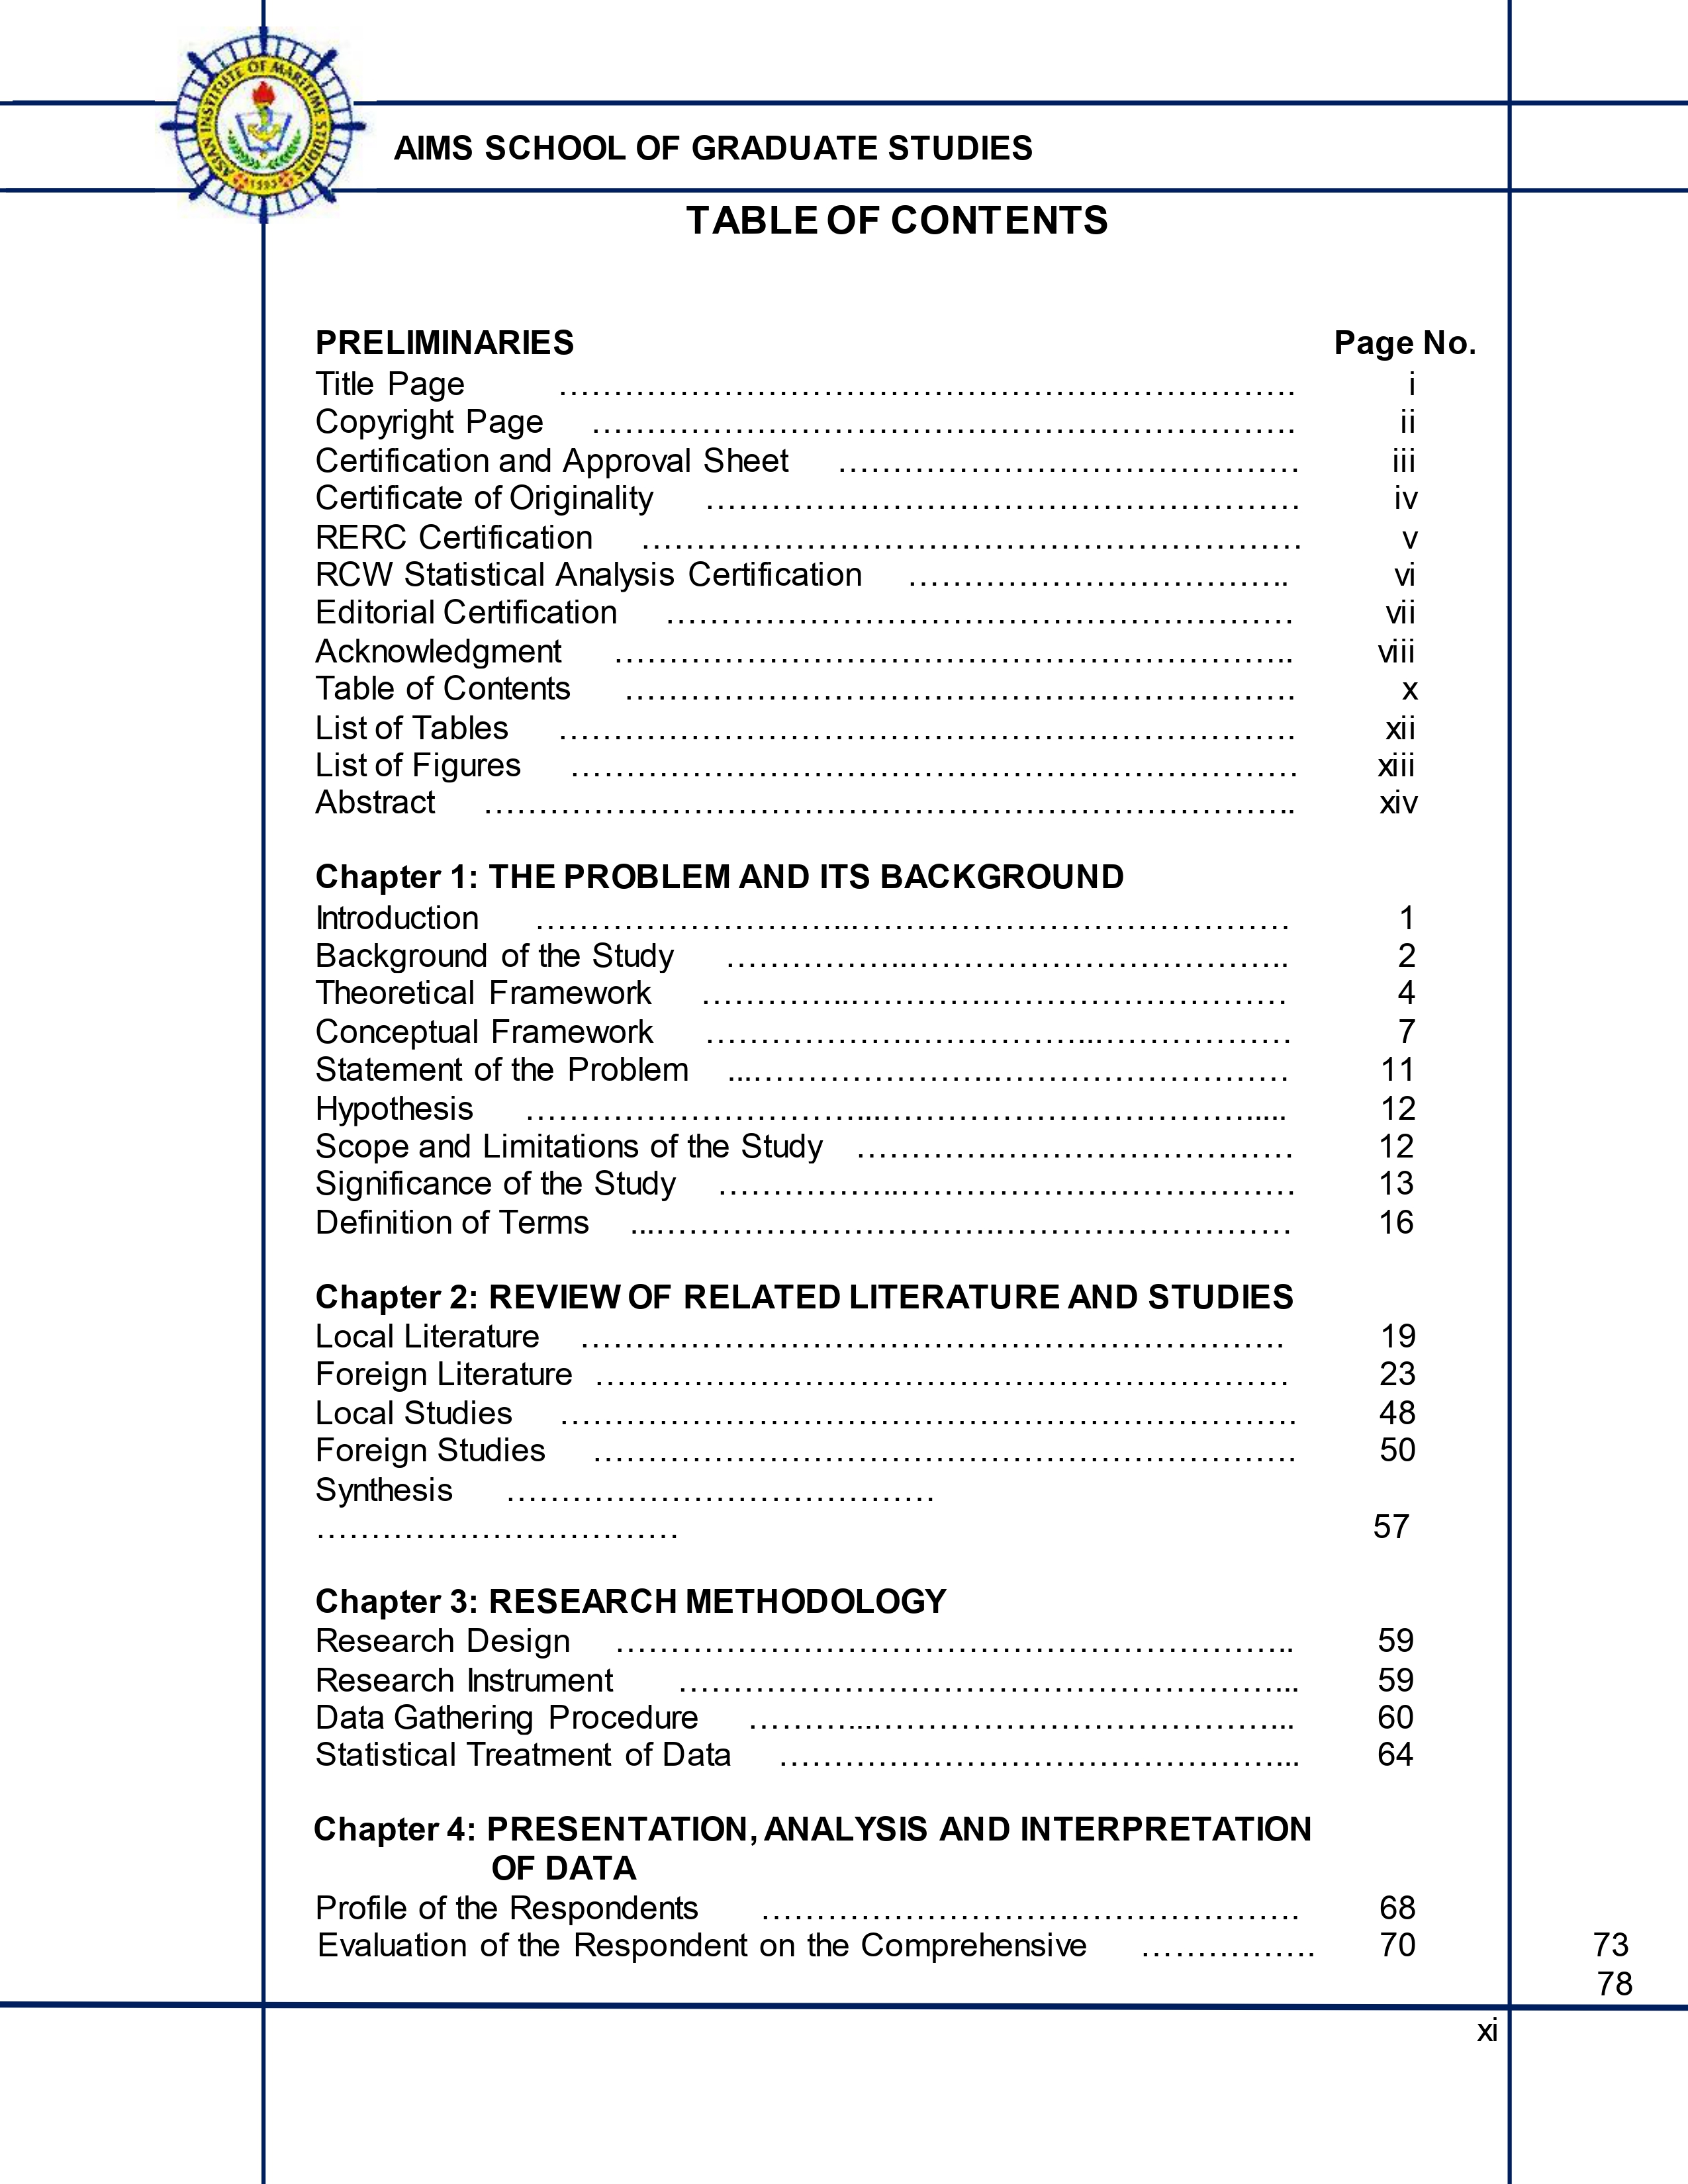 ASIAN INSTITUTE OF MARITIME STUDIES
1993
AIMS SCHOOL OF GRADUATE STUDIES
TABLE OF CONTENTS
PRELIMINARIES Page No.
Title Page …………………………………………………………. i
Copyright Page ………………………………………………………. ii
Certification and Approval Sheet …………………………………… iii
Certificate of Originality ……………………………………………… iv
RERC Certification …………………………………………………… v
RCW Statistical Analysis Certification …………………………….. vi
Editorial Certification ………………………………………………… vii
Acknowledgment …………………………………………………….. viii
Table of Contents ……………………………………………………. x
List of Tables …………………………………………………………. xii
List of Figures ………………………………………………………… xiii
Abstract ……………………………………………………………….. xiv
Chapter 1: THE PROBLEM AND ITS BACKGROUND
Introduction ………………………..………………………………… 1
Background of the Study ……………..…………………………….. 2
Theoretical Framework …………..………….……………………… 4
Conceptual Framework ……………….……………..……………… 7
Statement of the Problem ...………………….……………………… 11
Hypothesis …………………………...……………………………..... 12
Scope and Limitations of the Study ………….……………………… 12
Significance of the Study ……………..……………………………… 13
Definition of Terms ...………………………….……………………… 16
Chapter 2: REVIEW OF RELATED LITERATURE AND STUDIES
Local Literature ……………………………………………………… 19
Foreign Literature ……………………………………………………… 23
Local Studies …………………………………………………………. 48
Foreign Studies ………………………………………………………. 50
Synthesis …………………………………
…………………………… 57
Chapter 3: RESEARCH METHODOLOGY
Research Design …………………………………………………….. 59
Research Instrument ………………………………………………... 59
Data Gathering Procedure ………...………………………………... 60
Statistical Treatment of Data ………………………………………... 64
Chapter 4: PRESENTATION, ANALYSIS AND INTERPRETATION
OF DATA
Profile of the Respondents …………………………………………. 68
Evaluation of the Respondent on the Comprehensive ……………. 70 73
78
xi